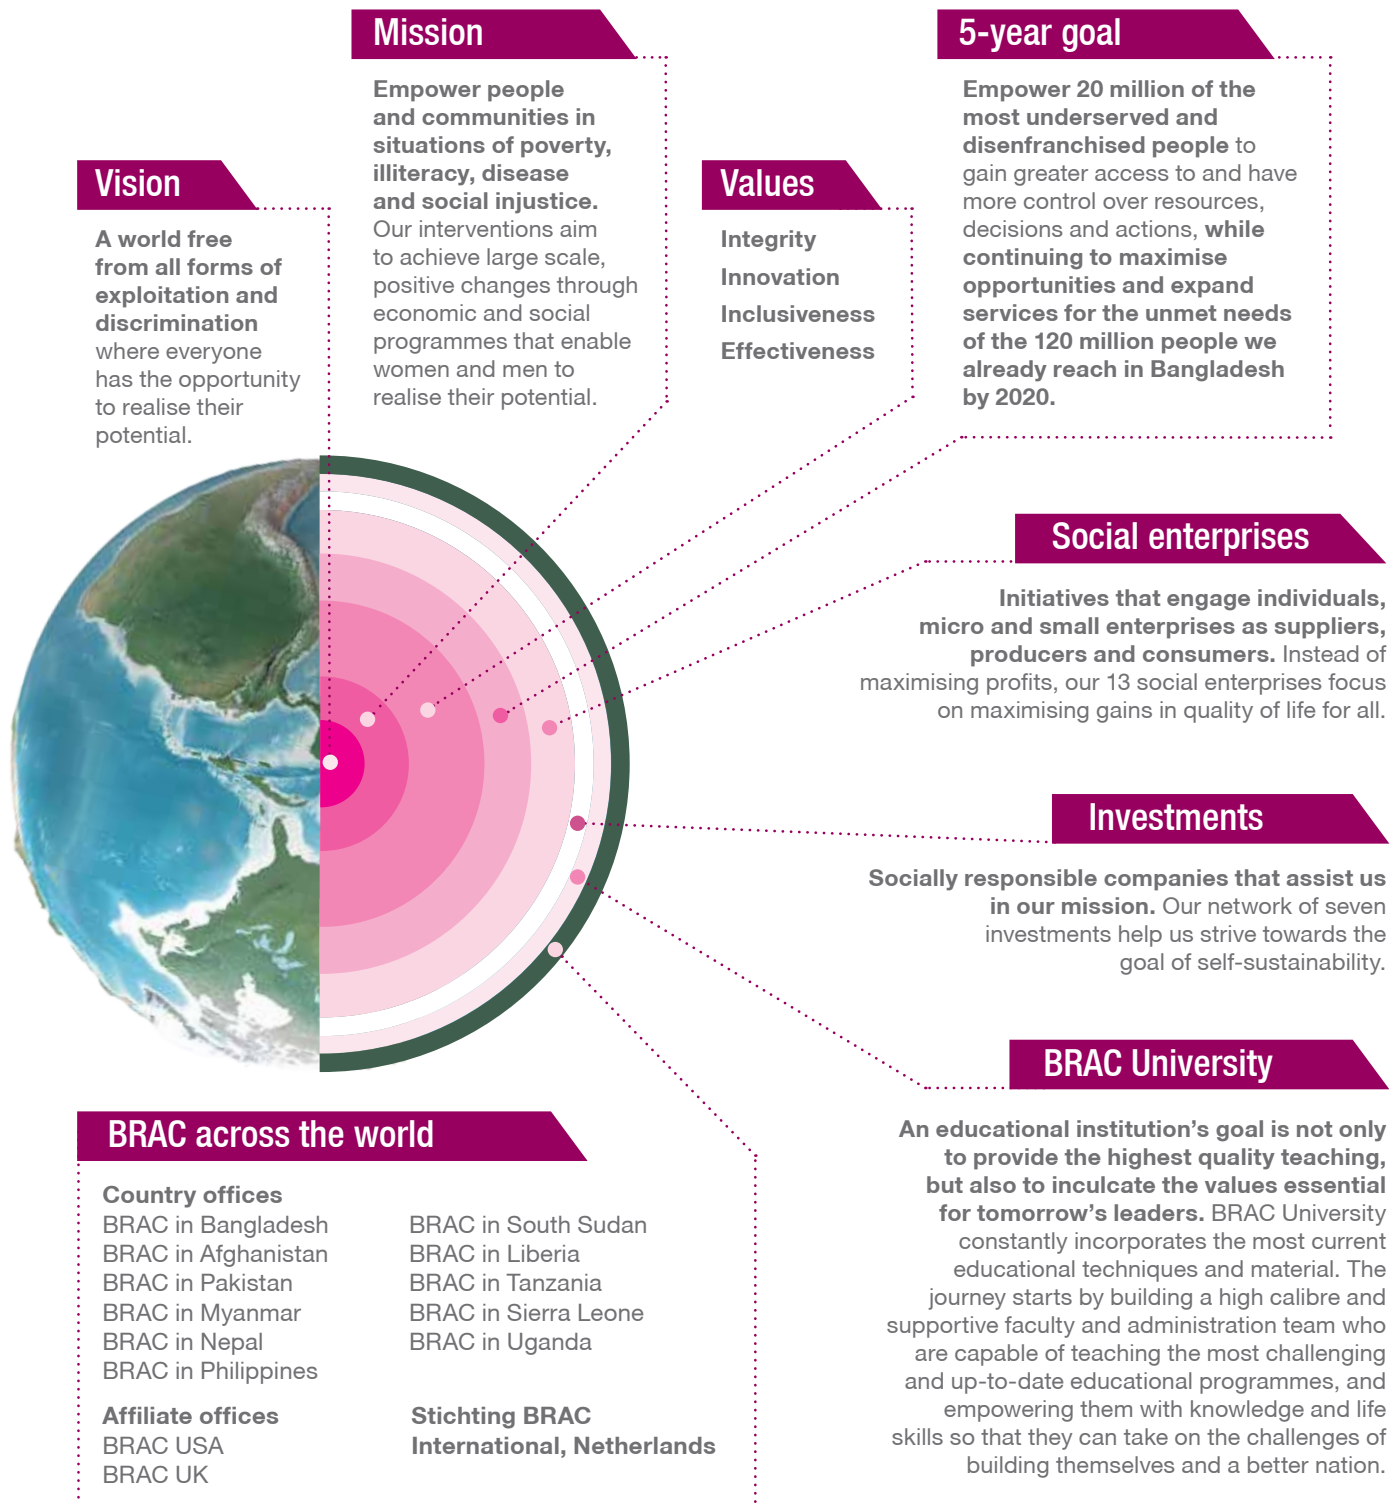 Mission
Empower people
and communities in
situations of poverty,
illiteracy, disease
and social injustice.
Our interventions aim
to achieve large scale,
positive changes through
economic and social
programmes that enable
women and men to
realise their potential.
5-year goal
Empower 20 million of the
most underserved and
disenfranchised people to
gain greater access to and have
more control over resources,
decisions and actions, while
continuing to maximise
opportunities and expand
services for the unmet needs
of the 120 million people we
already reach in Bangladesh
by 2020.
Vision
A world free
from all forms of
exploitation and
discrimination
where everyone
has the opportunity
to realise their
potential.
Values
Integrity
Innovation
Inclusiveness
Effectiveness
Social enterprises
Initiatives that engage individuals,
micro and small enterprises as suppliers,
producers and consumers. Instead of
maximising profits, our 13 social enterprises focus
on maximising gains in quality of life for all.
Investments
Socially responsible companies that assist us
in our mission. Our network of seven
investments help us strive towards the
goal of self-sustainability.
BRAC University
An educational institution’s goal is not only
to provide the highest quality teaching,
but also to inculcate the values essential
for tomorrow’s leaders. BRAC University
constantly incorporates the most current
educational techniques and material. The
journey starts by building a high calibre and
supportive faculty and administration team who
are capable of teaching the most challenging
and up-to-date educational programmes, and
empowering them with knowledge and life
skills so that they can take on the challenges of
building themselves and a better nation.
BRAC across the world
Country offices
BRAC in Bangladesh
BRAC in Afghanistan
BRAC in Pakistan
BRAC in Myanmar
BRAC in Nepal
BRAC in Philippines
BRAC in South Sudan
BRAC in Liberia
BRAC in Tanzania
BRAC in Sierra Leone
BRAC in Uganda
Affiliate offices
BRAC USA
BRAC UK
Stichting BRAC
International, Netherlands